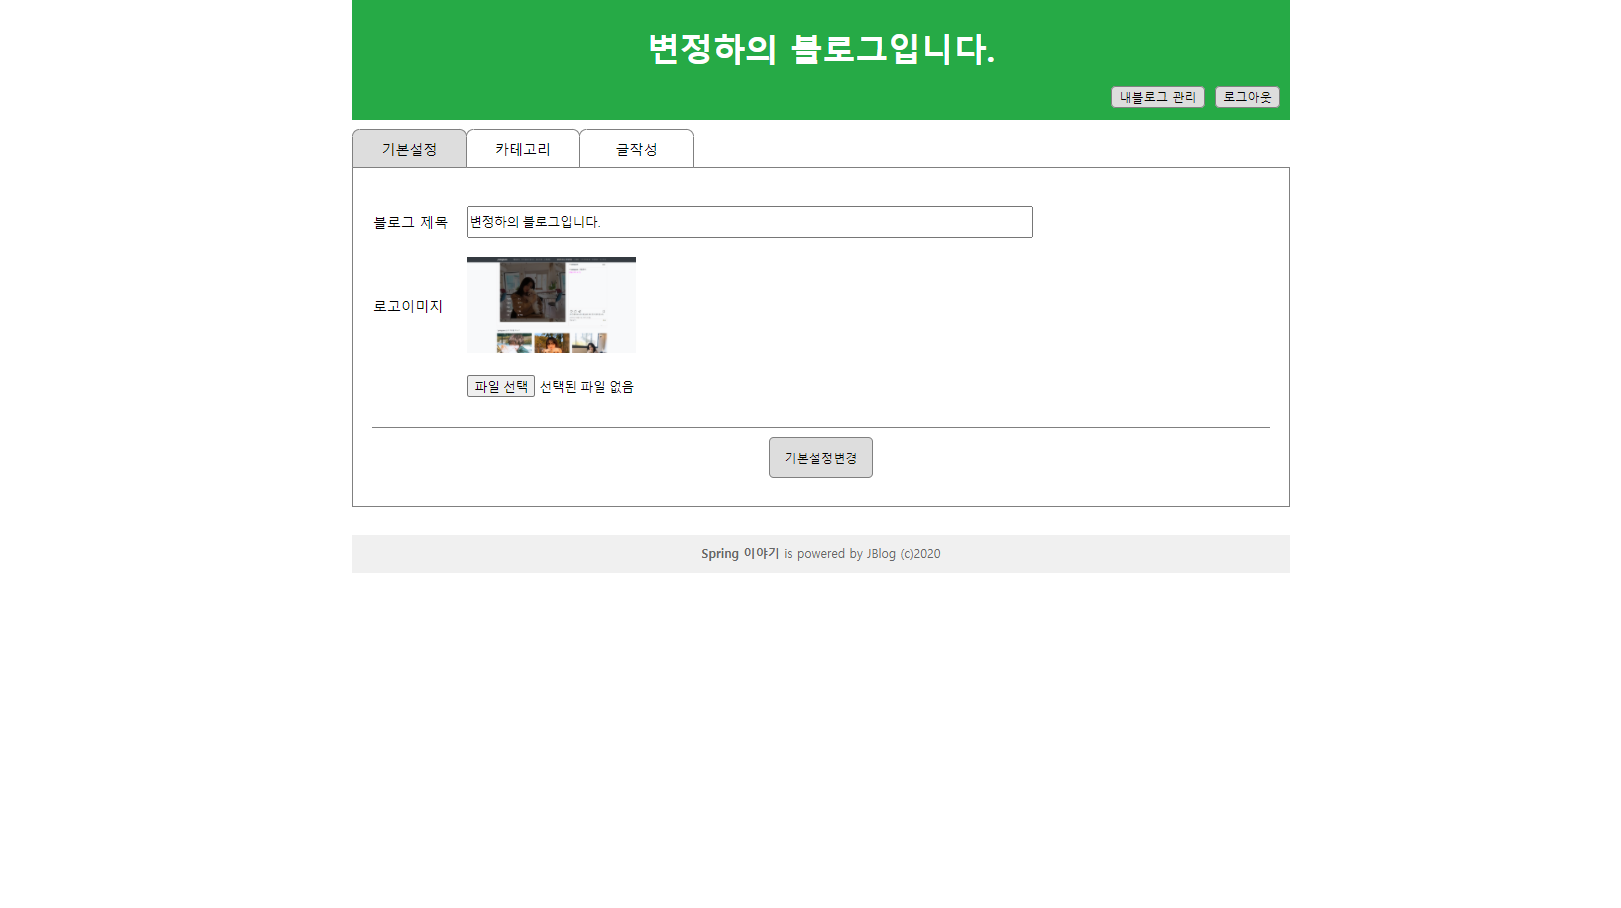 변정하의 블로그입니다.
내블로그 관리 로그아웃
기본설정 카테고리 글작성
블로그 제목 변정하의 블로그입니다.
로고이미지
파일 선택 선택된 파일 없음
기본설정변경
Spring 이야기 is powered by JBlog (c)2020